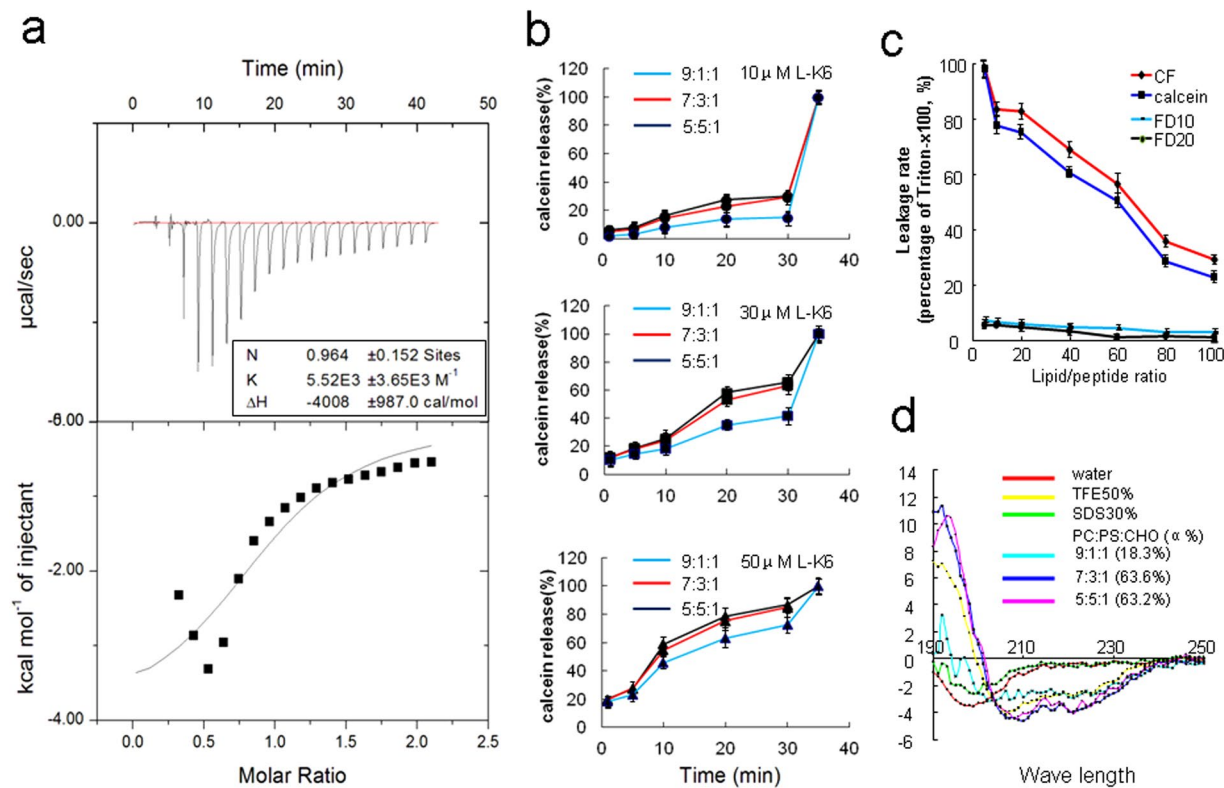 a
Time (min)
0 10 20 30 40 50
0.00
-6.00
µcal/sec
N 0.964 ±0.152 Sites
K 5.52E3 ±3.65E3 M⁻¹
ΔH -4008 ±987.0 cal/mol
-2.00
-4.00
kcal mol⁻¹ of injectant
0.0 0.5 1.0 1.5 2.0 2.5
Molar Ratio
b
calcein release(%)
120
100
80
60
40
20
0
9:1:1 10 µ M L-K6
7:3:1
5:5:1
0 10 20 30 40
calcein release(%)
120
100
80
60
40
20
0
9:1:1 30 µ M L-K6
7:3:1
5:5:1
0 10 20 30 40
calcein release(%)
120
100
80
60
40
20
0
9:1:1 50 µ M L-K6
7:3:1
5:5:1
0 10 20 30 40
Time (min)
c
Leakage rate
(percentage of Triton-x100, %)
100
80
60
40
20
0
CF
calcein
FD10
FD20
0 20 40 60 80 100
Lipid/peptide ratio
d
14
12
10
8
6
4
2
0
-2
-4
-6
water
TFE50%
SDS30%
PC:PS:CHO (α %)
9:1:1 (18.3%)
7:3:1 (63.6%)
5:5:1 (63.2%)
190 210 230 250
Wave length